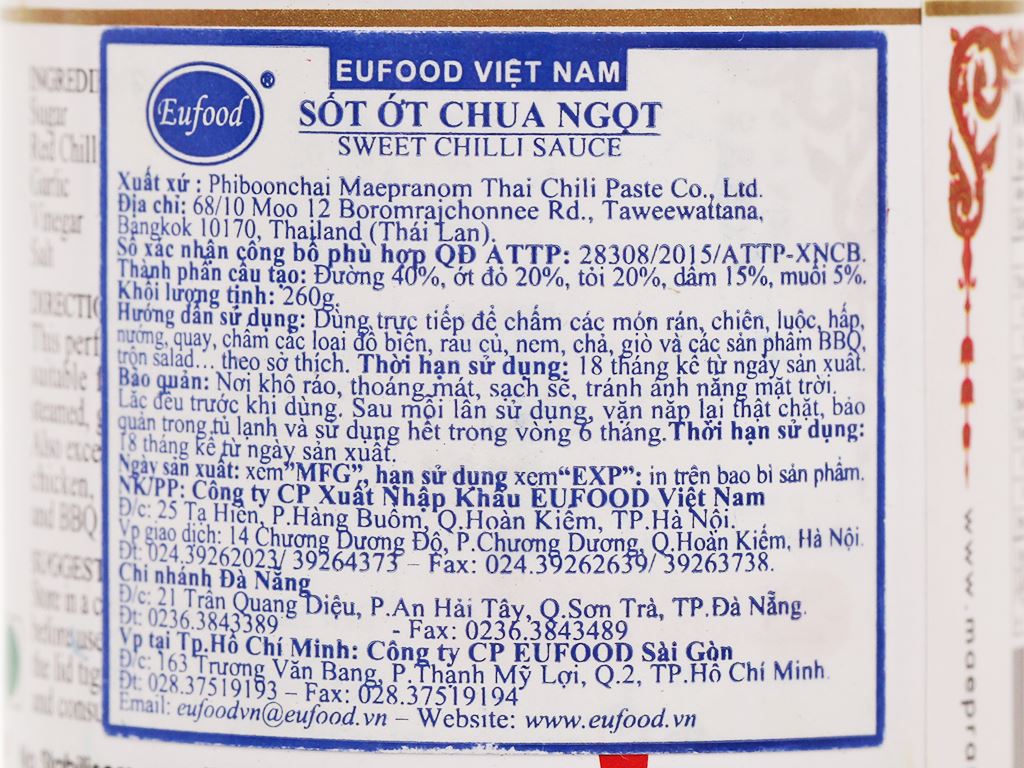 EUFOOD VIỆT NAM
Eufood ®
SỐT ỚT CHUA NGỌT
SWEET CHILLI SAUCE
Xuất xứ : Phiboonchai Maepranom Thai Chili Paste Co., Ltd.
Địa chỉ: 68/10 Moo 12 Boromrajchonnee Rd., Taweewattana,
Bangkok 10170, Thailand (Thái Lan).
Số xác nhận công bố phù hợp QĐ ATTP: 28308/2015/ATTP-XNCB.
Thành phần cấu tạo: Đường 40%, ớt đỏ 20%, tỏi 20%, dấm 15%, muối 5%.
Khối lượng tịnh: 260g.
Hướng dẫn sử dụng: Dùng trực tiếp để chấm các món rán, chiên, luộc, hấp,
nướng, quay, chấm các loại đồ biển, rau củ, nem, chả, giò và các sản phẩm BBQ,
trộn salad... theo sở thích. Thời hạn sử dụng: 18 tháng kể từ ngày sản xuất.
Bảo quản: Nơi khô ráo, thoáng mát, sạch sẽ, tránh ánh nắng mặt trời.
Lắc đều trước khi dùng. Sau mỗi lần sử dụng, vặn nắp lại thật chặt, bảo
quản trong tủ lạnh và sử dụng hết trong vòng 6 tháng. Thời hạn sử dụng:
18 tháng kể từ ngày sản xuất.
Ngày sản xuất: xem"MFG", hạn sử dụng xem"EXP": in trên bao bì sản phẩm.
NK/PP: Công ty CP Xuất Nhập Khẩu EUFOOD Việt Nam
Đ/c: 25 Tạ Hiện, P.Hàng Buồm, Q.Hoàn Kiếm, TP.Hà Nội.
Vp giao dịch: 14 Chương Dương Độ, P.Chương Dương, Q.Hoàn Kiếm, Hà Nội.
Đt: 024.39262023/ 39264373 – Fax: 024.39262639/ 39263738.
Chi nhánh Đà Nẵng
Đ/c: 21 Trần Quang Diệu, P.An Hải Tây, Q.Sơn Trà, TP.Đà Nẵng.
Đt: 0236.3843389 - Fax: 0236.3843489
Vp tại Tp.Hồ Chí Minh: Công ty CP EUFOOD Sài Gòn
Đ/c: 163 Trương Văn Bang, P.Thạnh Mỹ Lợi, Q.2, TP.Hồ Chí Minh.
Đt: 028.37519193 – Fax: 028.37519194
Email: eufoodvn@eufood.vn – Website: www.eufood.vn
Sugar
Red Chill
Garlic
Vinegar
Salt
This perf
steamed, g
Also exce
chicken,
and BBQ
before use
the lid tig
www.maepra